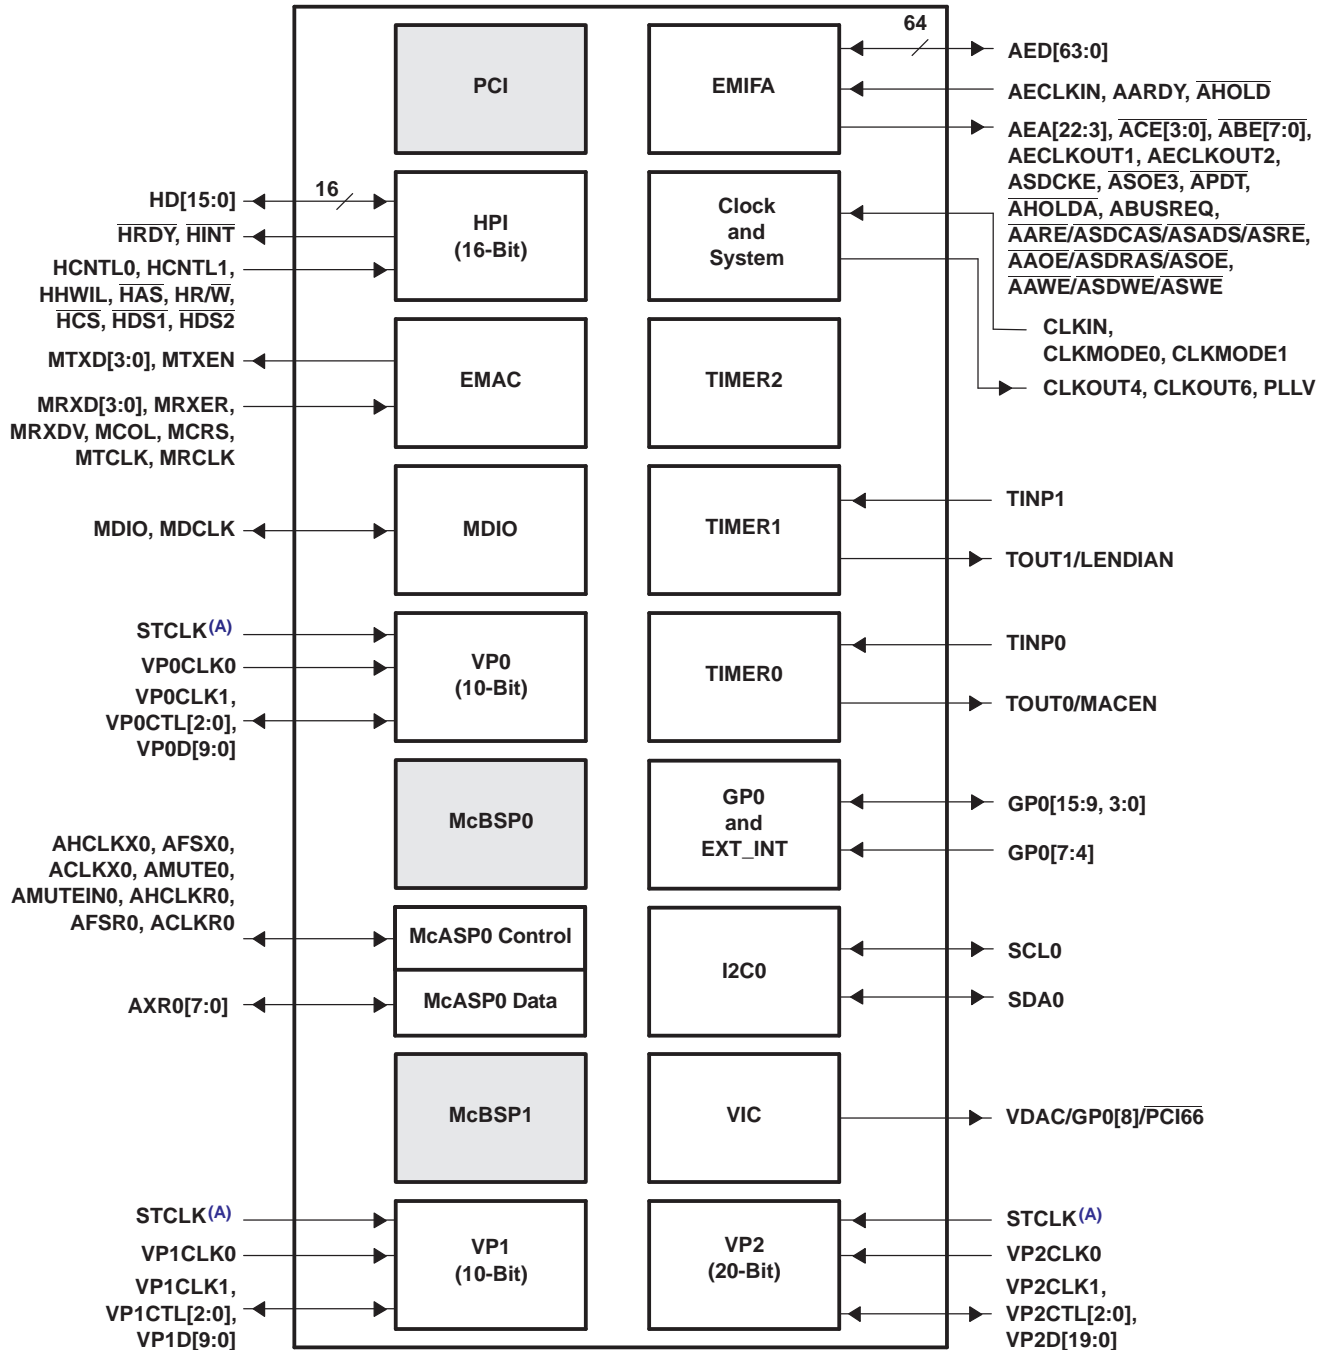 64
PCI
EMIFA
AED[63:0]
AECLKIN, AARDY, AHOLD
AEA[22:3], ACE[3:0], ABE[7:0],
AECLKOUT1, AECLKOUT2,
ASDCKE, ASOE3, APDT,
AHOLDA, ABUSREQ,
AARE/ASDCAS/ASADS/ASRE,
AAOE/ASDRAS/ASOE,
AAWE/ASDWE/ASWE
HD[15:0]
16
HRDY, HINT
HCNTL0, HCNTL1,
HHWIL, HAS, HR/W,
HCS, HDS1, HDS2
HPI
(16-Bit)
Clock
and
System
CLKIN,
CLKMODE0, CLKMODE1
CLKOUT4, CLKOUT6, PLLV
MTXD[3:0], MTXEN
MRXD[3:0], MRXER,
MRXDV, MCOL, MCRS,
MTCLK, MRCLK
EMAC
TIMER2
MDIO, MDCLK
MDIO
TIMER1
TINP1
TOUT1/LENDIAN
STCLK(A)
VP0CLK0
VP0CLK1,
VP0CTL[2:0],
VP0D[9:0]
VP0
(10-Bit)
TIMER0
TINP0
TOUT0/MACEN
McBSP0
GP0
and
EXT_INT
GP0[15:9, 3:0]
GP0[7:4]
AHCLKX0, AFSX0,
ACLKX0, AMUTE0,
AMUTEIN0, AHCLKR0,
AFSR0, ACLKR0
McASP0 Control
AXR0[7:0]
McASP0 Data
I2C0
SCL0
SDA0
McBSP1
VIC
VDAC/GP0[8]/PCI66
STCLK(A)
VP1CLK0
VP1CLK1,
VP1CTL[2:0],
VP1D[9:0]
VP1
(10-Bit)
VP2
(20-Bit)
STCLK(A)
VP2CLK0
VP2CLK1,
VP2CTL[2:0],
VP2D[19:0]